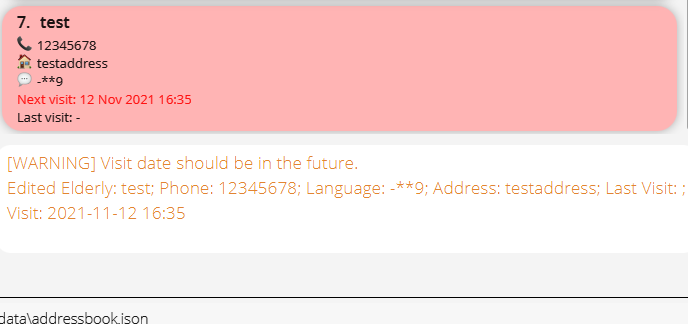 7. test
12345678
testaddress
-**9
Next visit: 12 Nov 2021 16:35
Last visit: -
[WARNING] Visit date should be in the future.
Edited Elderly: test; Phone: 12345678; Language: -**9; Address: testaddress; Last Visit: ;
Visit: 2021-11-12 16:35
data\addressbook.json